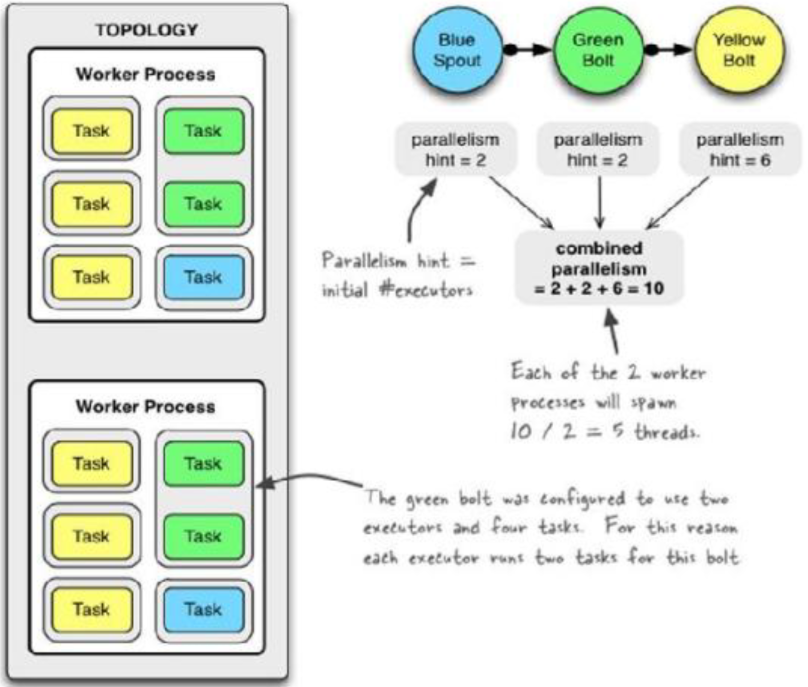 TOPOLOGY
Worker Process
Task
Task
Task
Task
Task
Task
Worker Process
Task
Task
Task
Task
Task
Task
Blue
Spout
Green
Bolt
Yellow
Bolt
parallelism
hint = 2
parallelism
hint = 2
parallelism
hint = 6
combined
parallelism
= 2 + 2 + 6 = 10
Parallelism hint =
initial #executors
Each of the 2 worker
processes will spawn
10 / 2 = 5 threads.
The green bolt was configured to use two
executors and four tasks. For this reason
each executor runs two tasks for this bolt